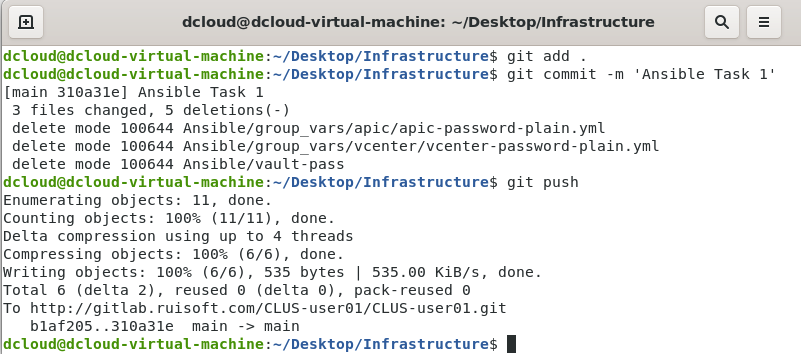 dcloud@dcloud-virtual-machine: ~/Desktop/Infrastructure
dcloud@dcloud-virtual-machine:~/Desktop/Infrastructure$ git add .
dcloud@dcloud-virtual-machine:~/Desktop/Infrastructure$ git commit -m 'Ansible Task 1'
[main 310a31e] Ansible Task 1
 3 files changed, 5 deletions(-)
 delete mode 100644 Ansible/group_vars/apic/apic-password-plain.yml
 delete mode 100644 Ansible/group_vars/vcenter/vcenter-password-plain.yml
 delete mode 100644 Ansible/vault-pass
dcloud@dcloud-virtual-machine:~/Desktop/Infrastructure$ git push
Enumerating objects: 11, done.
Counting objects: 100% (11/11), done.
Delta compression using up to 4 threads
Compressing objects: 100% (6/6), done.
Writing objects: 100% (6/6), 535 bytes | 535.00 KiB/s, done.
Total 6 (delta 2), reused 0 (delta 0), pack-reused 0
To http://gitlab.ruisoft.com/CLUS-user01/CLUS-user01.git
   b1af205..310a31e  main -> main
dcloud@dcloud-virtual-machine:~/Desktop/Infrastructure$